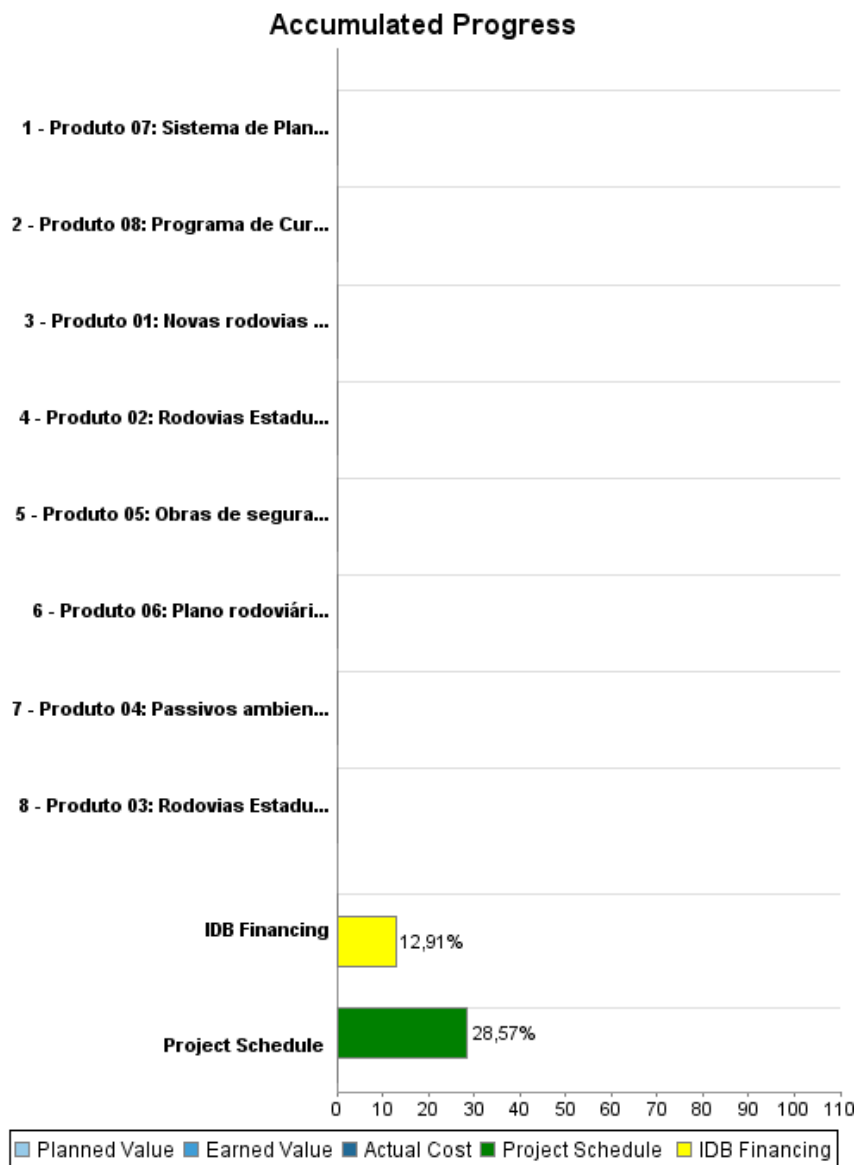 Accumulated Progress
1 - Produto 07: Sistema de Plan...
2 - Produto 08: Programa de Cur...
3 - Produto 01: Novas rodovias ...
4 - Produto 02: Rodovias Estadu...
5 - Produto 05: Obras de segura...
6 - Produto 06: Plano rodoviári...
7 - Produto 04: Passivos ambien...
8 - Produto 03: Rodovias Estadu...
IDB Financing 12,91%
Project Schedule 28,57%
0 10 20 30 40 50 60 70 80 90 100 110
Planned Value Earned Value Actual Cost Project Schedule IDB Financing